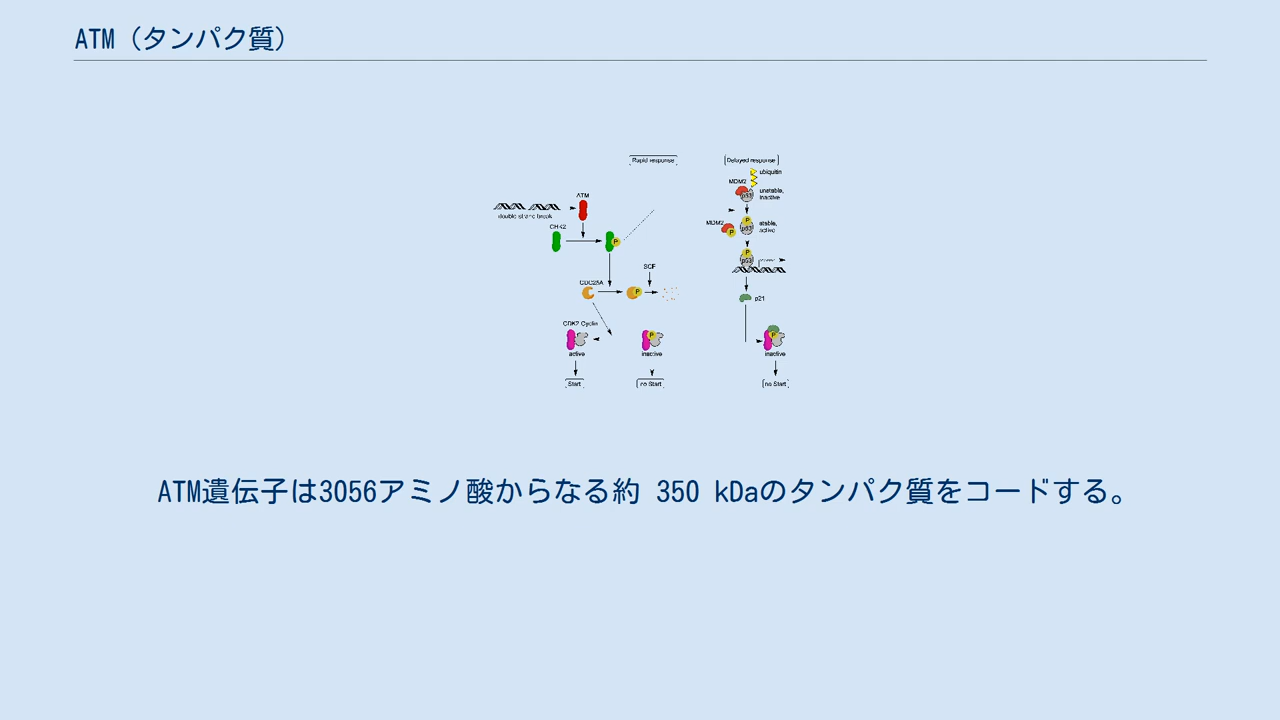 ATM（タンパク質）
Rapid response
Delayed response
ubiquitin
MDM2
p53
unstable,
inactive
ATM
double strand break
CHK2
P
MDM2
P
P
p53
stable,
active
P
p53
SCF
CDC25A
P
p21
CDK2 Cyclin
P
P
active
inactive
inactive
Start
no Start
no Start
ATM遺伝子は3056アミノ酸からなる約 350 kDaのタンパク質をコードする。